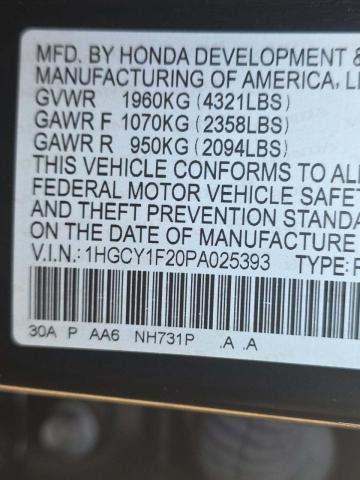 MFD. BY HONDA DEVELOPMENT &
MANUFACTURING OF AMERICA, L
GVWR 1960KG (4321LBS)
GAWR F 1070KG (2358LBS)
GAWR R 950KG (2094LBS)
THIS VEHICLE CONFORMS TO AL
FEDERAL MOTOR VEHICLE SAFE
AND THEFT PREVENTION STANDA
ON THE DATE OF MANUFACTURE
V.I.N.: 1HGCY1F20PA025393 TYPE: P
30A P AA6 NH731P .A .A